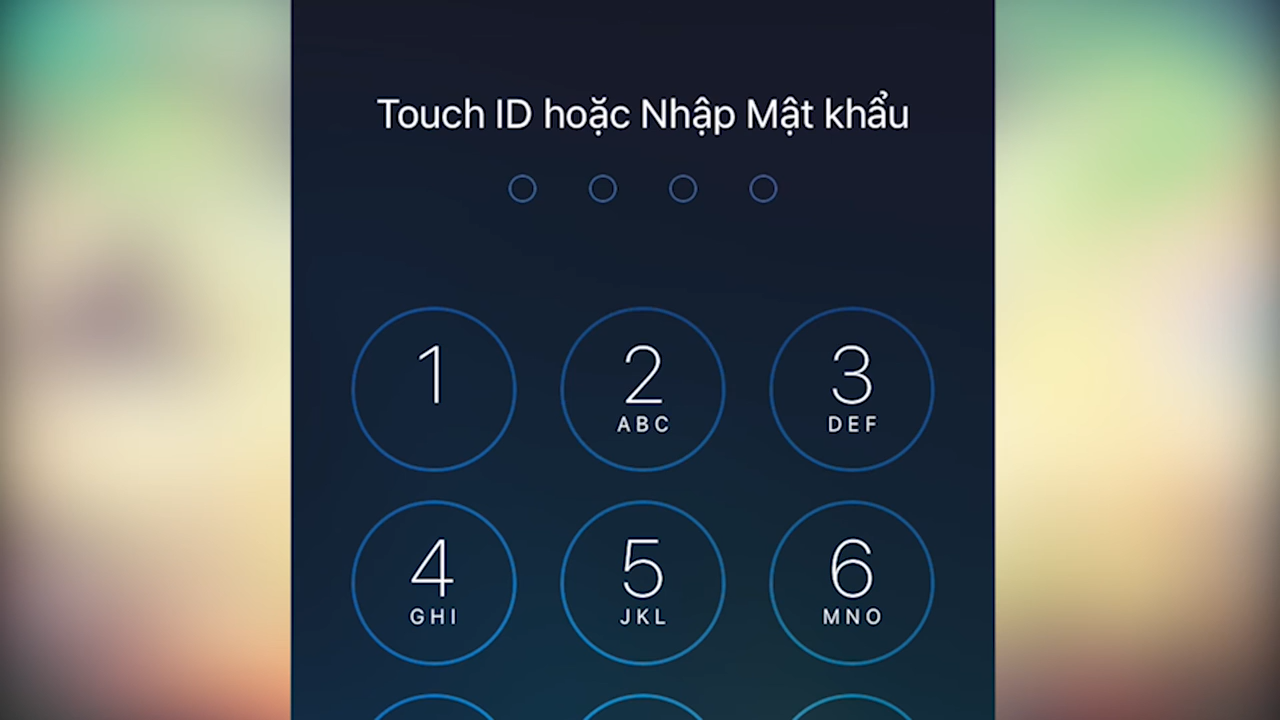 Touch ID hoặc Nhập Mật khẩu
1 2 3
ABC DEF
4 5 6
GHI JKL MNO